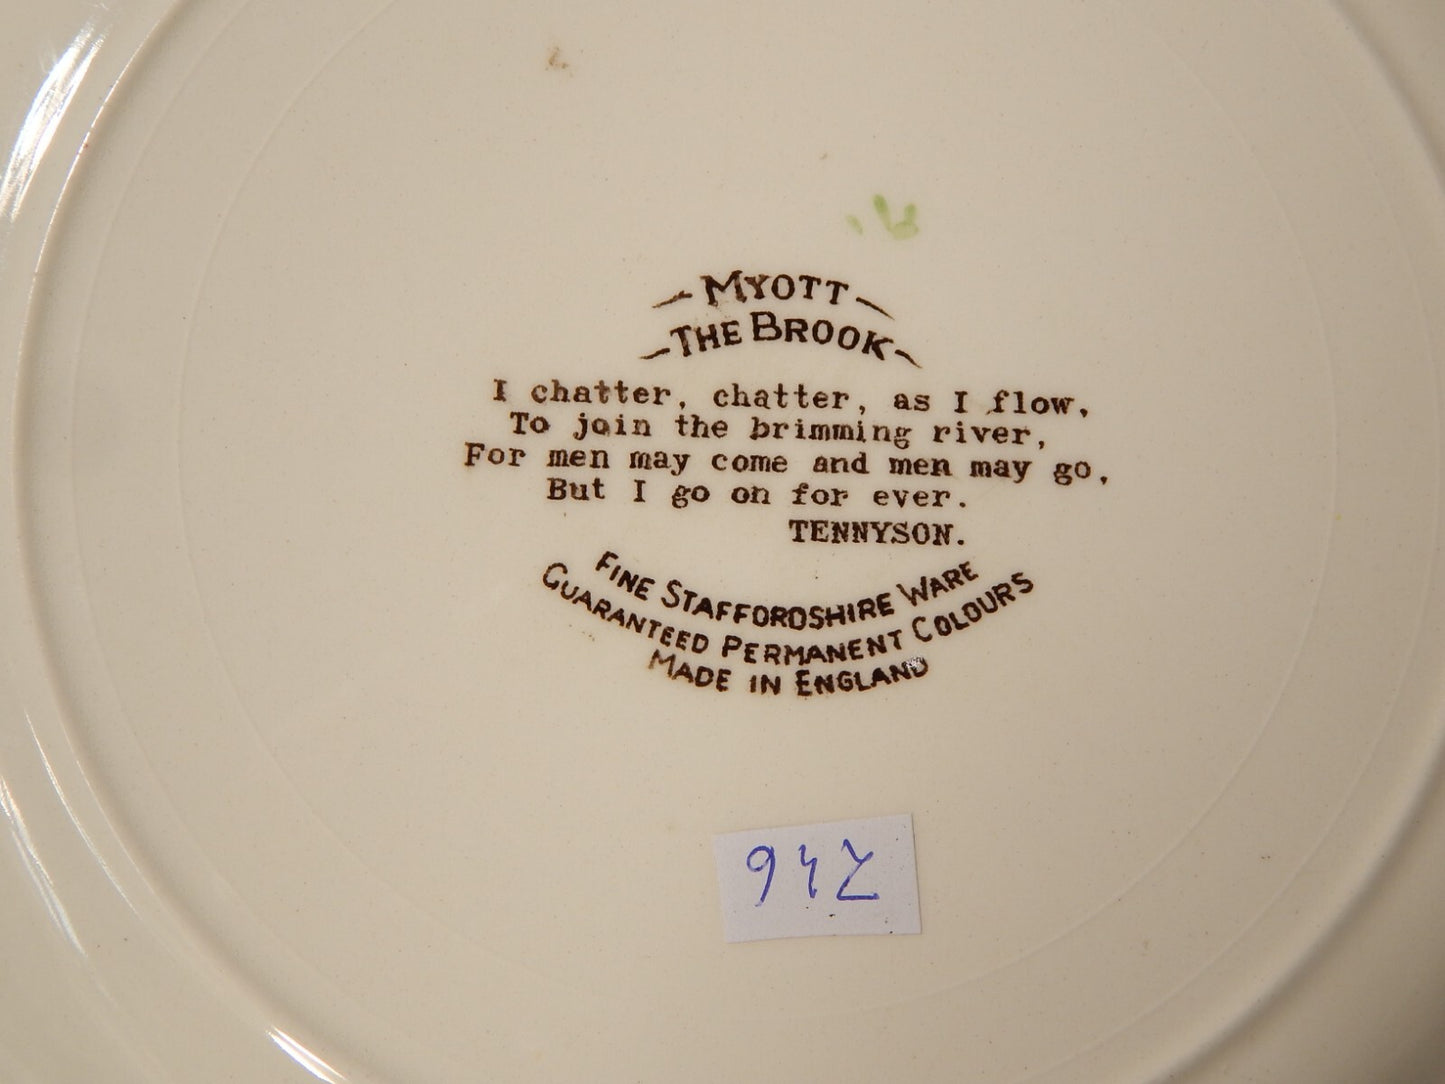 MYOTT
THE BROOK
I chatter, chatter, as I flow,
To join the brimming river,
For men may come and men may go,
But I go on for ever.
TENNYSON.
FINE STAFFORDSHIRE WARE
GUARANTEED PERMANENT COLOURS
MADE IN ENGLAND